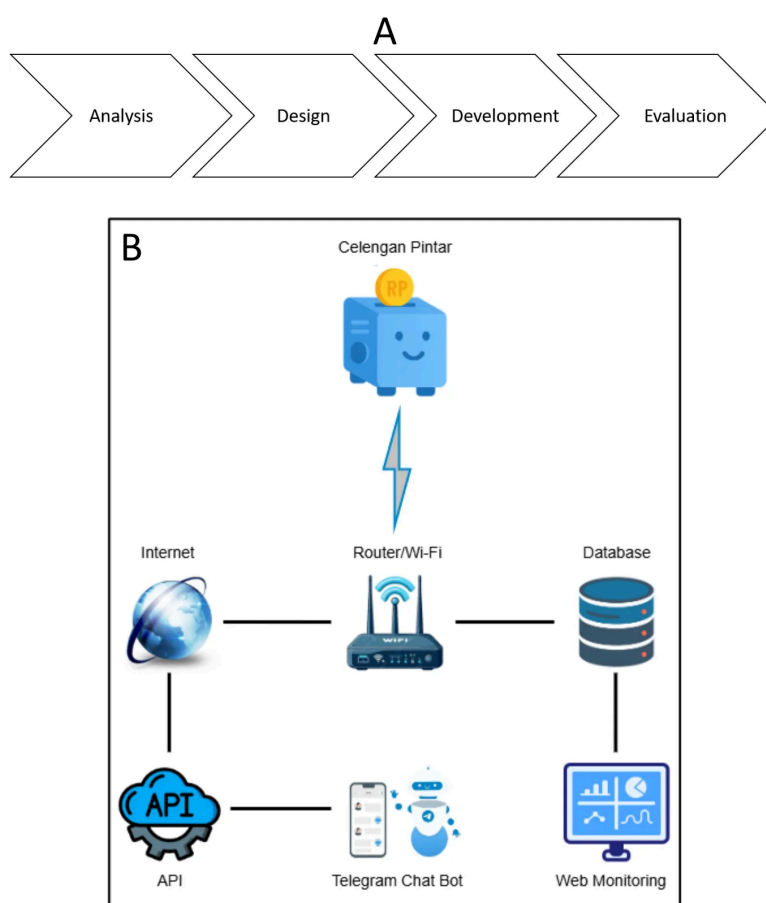 A
Analysis
Design
Development
Evaluation
B
Celengan Pintar
RP
Internet
Router/Wi-Fi
Database
WIFI
API
API
Telegram Chat Bot
Web Monitoring